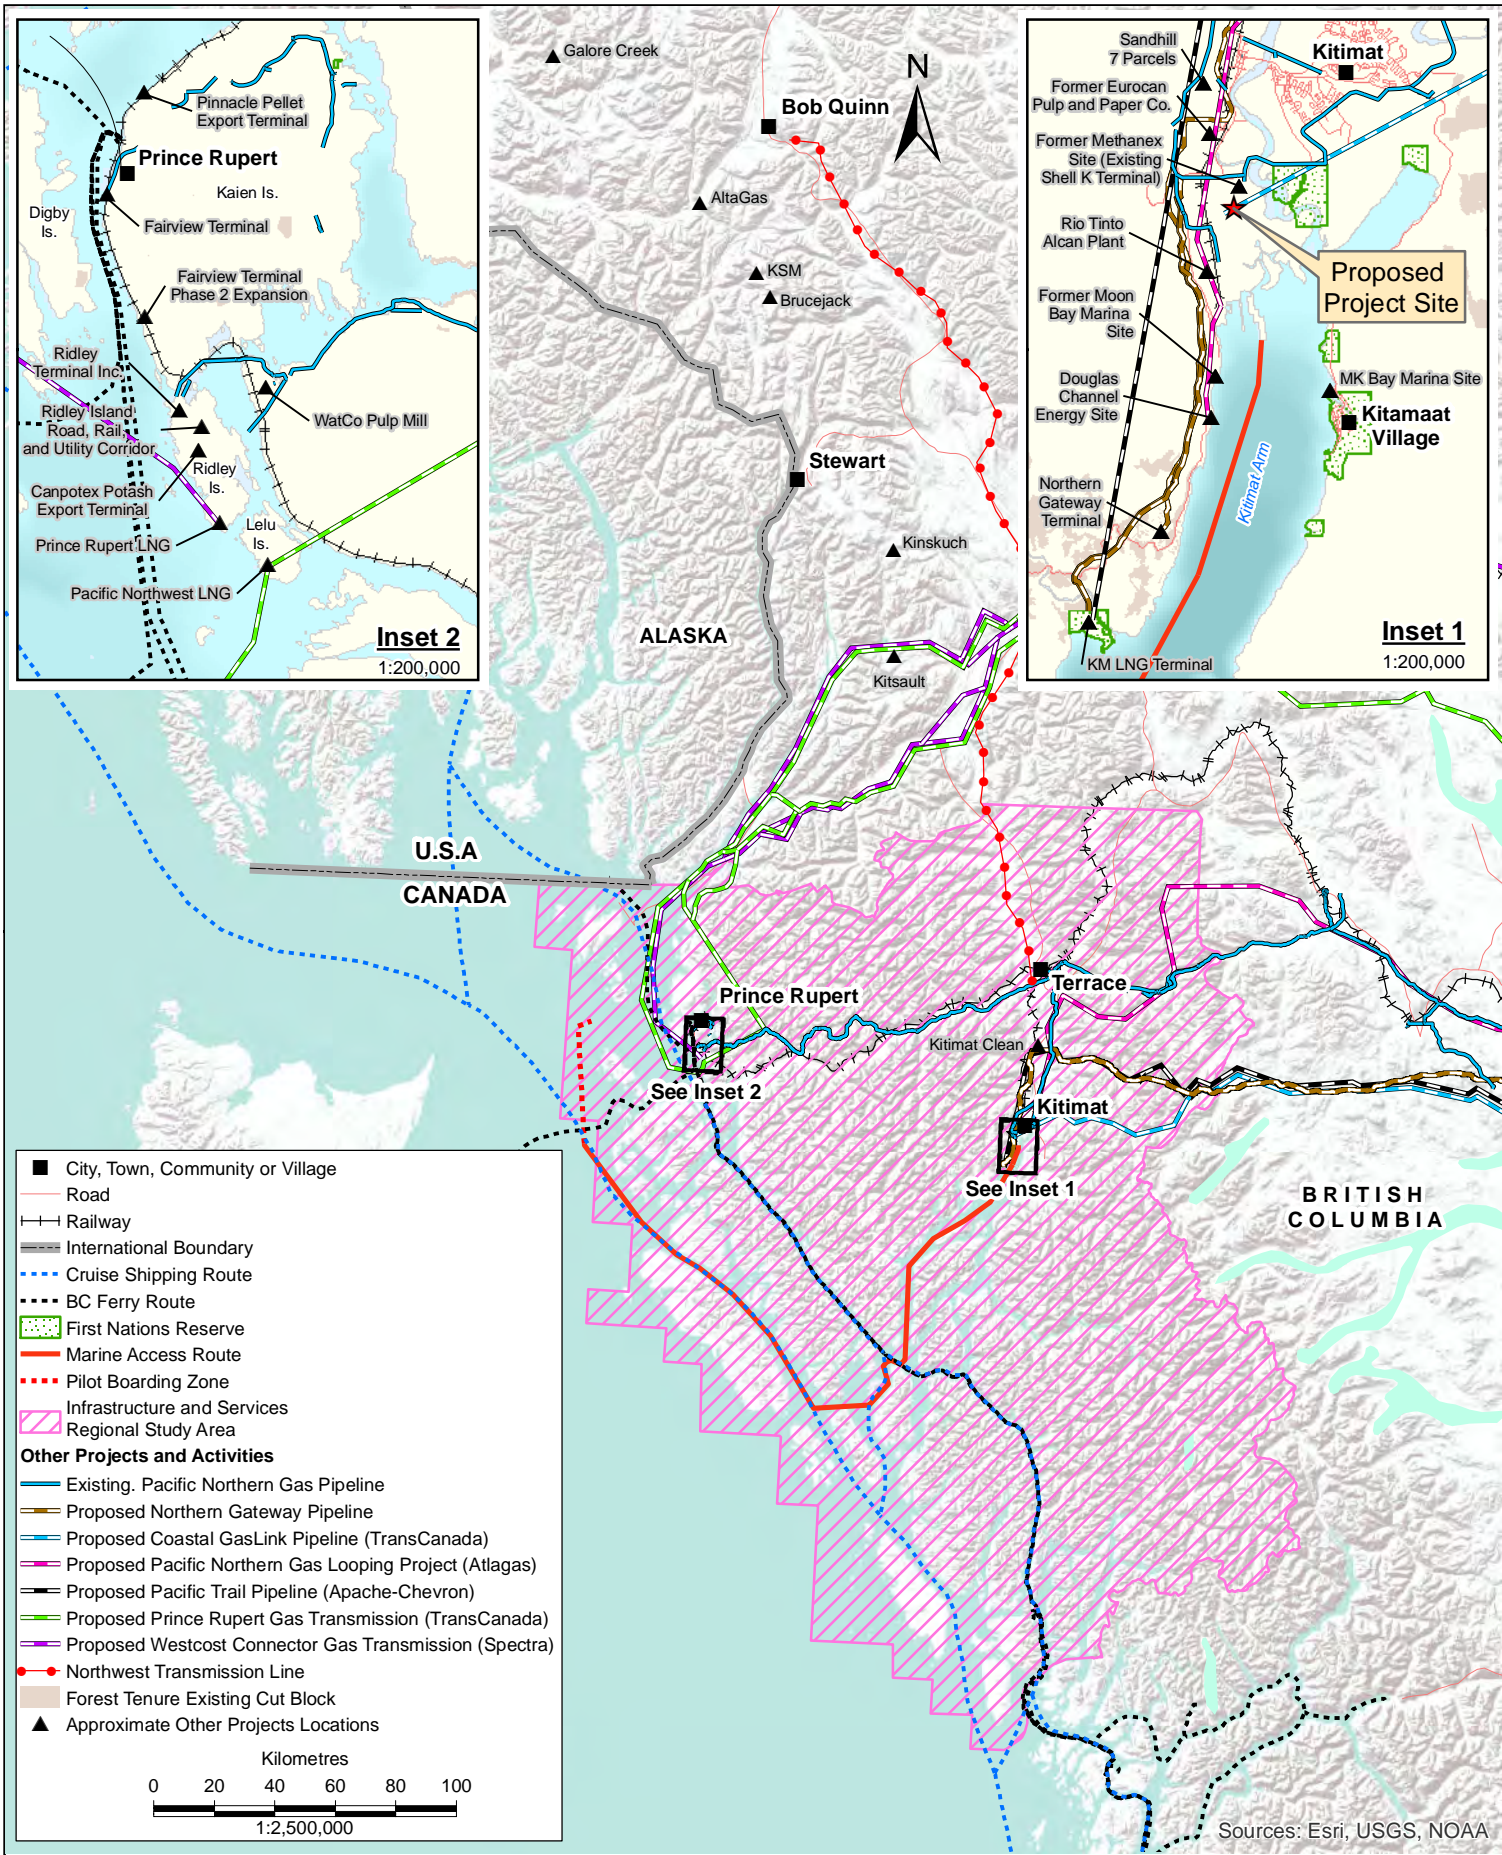 Pinnacle Pellet
Export Terminal
Prince Rupert
Kaien Is.
Digby
Is.
Fairview Terminal
Fairview Terminal
Phase 2 Expansion
Ridley
Terminal Inc.
Ridley Island
Road, Rail,
and Utility Corridor
WatCo Pulp Mill
Ridley
Is.
Canpotex Potash
Export Terminal
Lelu
Is.
Prince Rupert LNG
Pacific Northwest LNG
Inset 2
1:200,000
Galore Creek
N
Bob Quinn
AltaGas
KSM
Brucejack
Stewart
Kinskuch
ALASKA
Kitsault
Sandhill
7 Parcels
Kitimat
Former Eurocan
Pulp and Paper Co.
Former Methanex
Site (Existing
Shell K Terminal)
Rio Tinto
Alcan Plant
Proposed
Project Site
Former Moon
Bay Marina
Site
Douglas
Channel
Energy Site
MK Bay Marina Site
Kitamaat
Village
Kitimat Arm
Northern
Gateway
Terminal
KM LNG Terminal
Inset 1
1:200,000
U.S.A
CANADA
Prince Rupert
Terrace
Kitimat Clean
See Inset 2
Kitimat
See Inset 1
BRITISH
COLUMBIA
City, Town, Community or Village
Road
Railway
International Boundary
Cruise Shipping Route
BC Ferry Route
First Nations Reserve
Marine Access Route
Pilot Boarding Zone
Infrastructure and Services
Regional Study Area
Other Projects and Activities
Existing. Pacific Northern Gas Pipeline
Proposed Northern Gateway Pipeline
Proposed Coastal GasLink Pipeline (TransCanada)
Proposed Pacific Northern Gas Looping Project (Atlagas)
Proposed Pacific Trail Pipeline (Apache-Chevron)
Proposed Prince Rupert Gas Transmission (TransCanada)
Proposed Westcost Connector Gas Transmission (Spectra)
Northwest Transmission Line
Forest Tenure Existing Cut Block
Approximate Other Projects Locations
Kilometres
0 20 40 60 80 100
1:2,500,000
Sources: Esri, USGS, NOAA